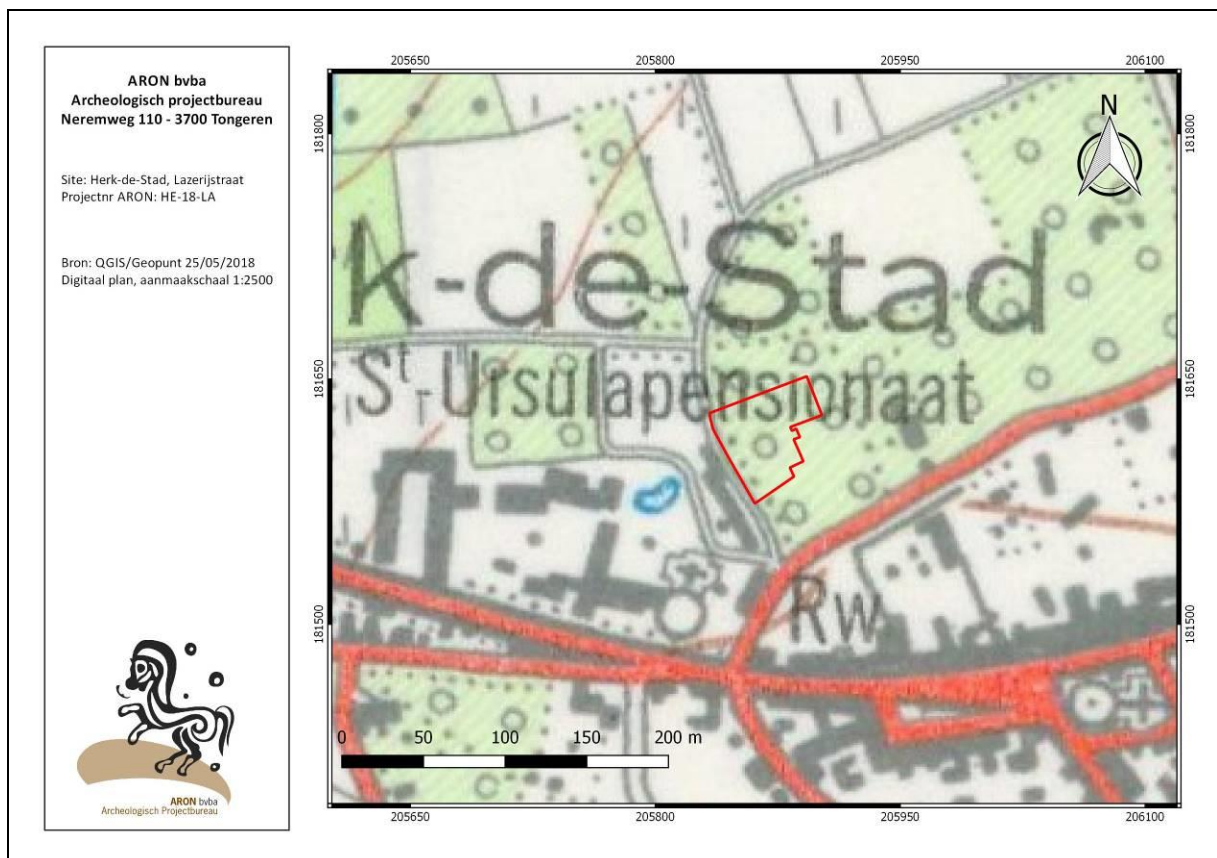 ARON bvba
Archeologisch projectbureau
Neremweg 110 - 3700 Tongeren
Site: Herk-de-Stad, Lazerijstraat
Projectnr ARON: HE-18-LA
Bron: QGIS/Geopunt 25/05/2018
Digitaal plan, aanmaakschaal 1:2500
ARON bvba
Archeologisch Projectbureau
205650 205800 205950 206100
181800 181800
N
k-de-Stad
181650 181650
St Ursulapensionaat
Rw
181500 181500
0 50 100 150 200 m
205650 205800 205950 206100